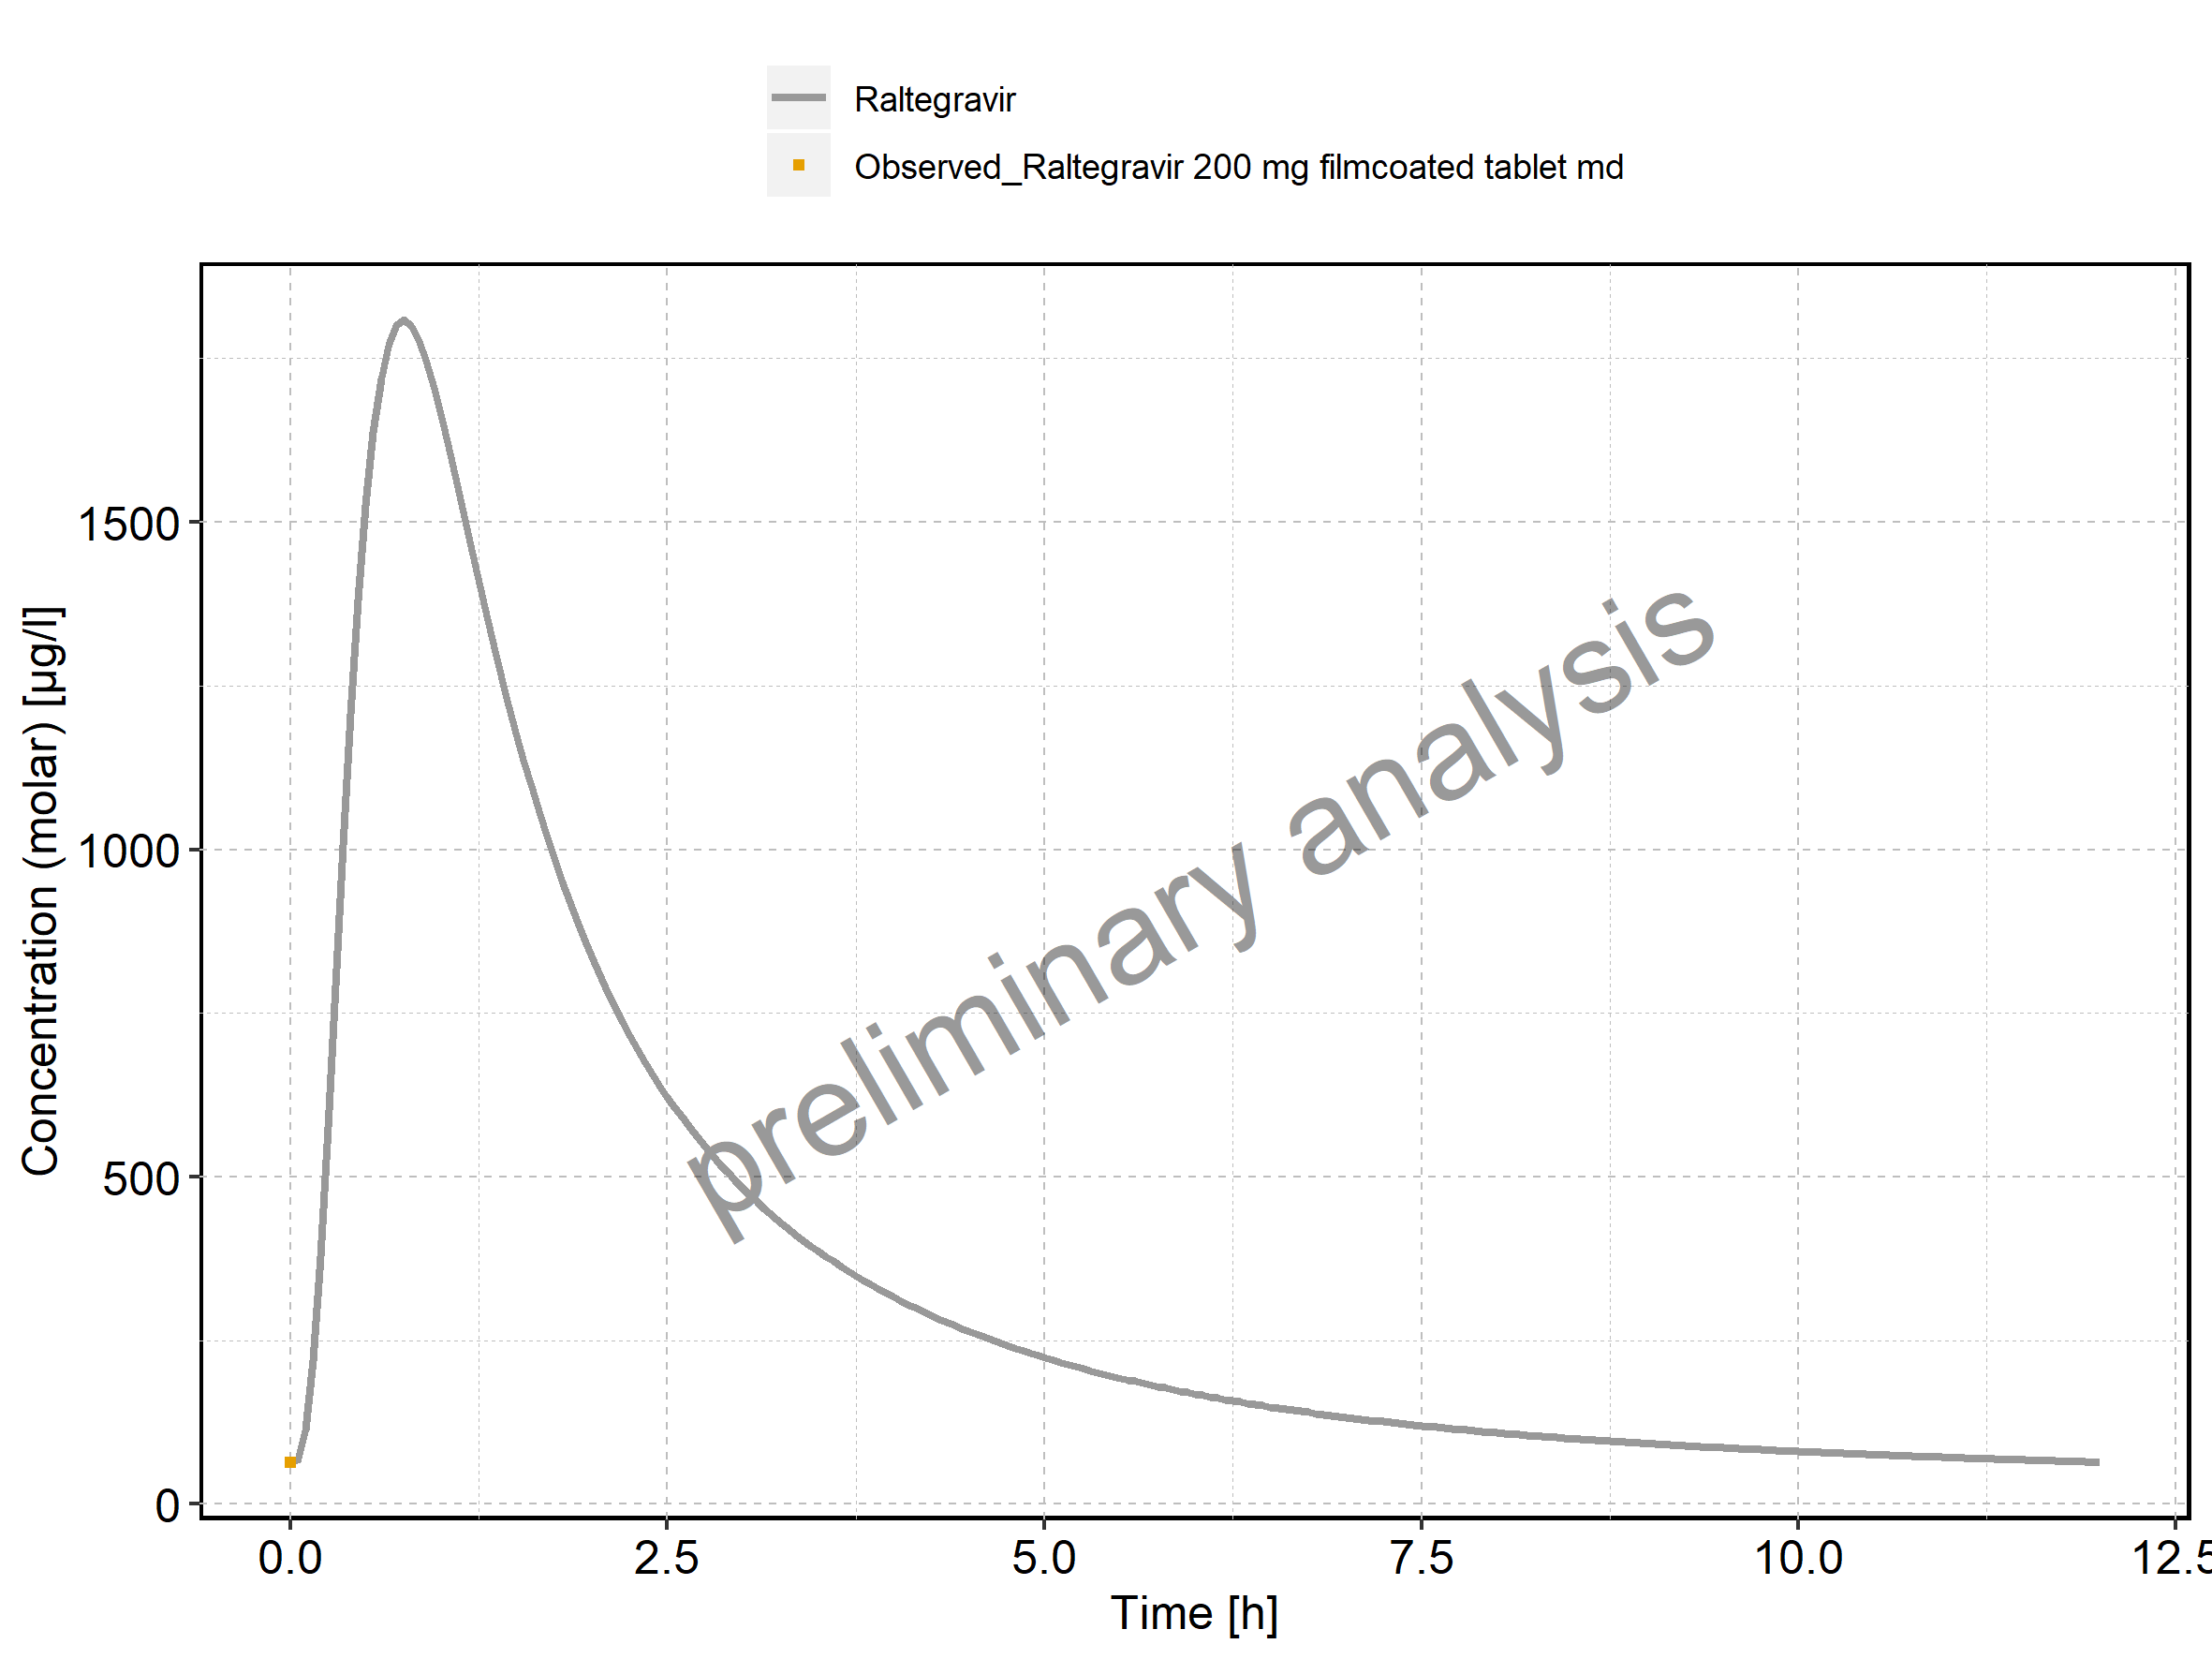 Raltegravir
Observed_Raltegravir 200 mg filmcoated tablet md
Concentration (molar) [µg/l]
1500
1000
500
0
preliminary analysis
0.0 2.5 5.0 7.5 10.0 12.5
Time [h]